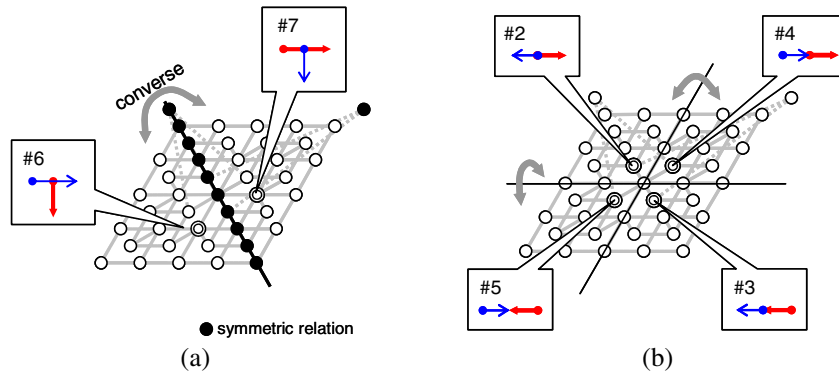 #7
converse
#6
symmetric relation
(a)
#2
#4
#5
#3
(b)